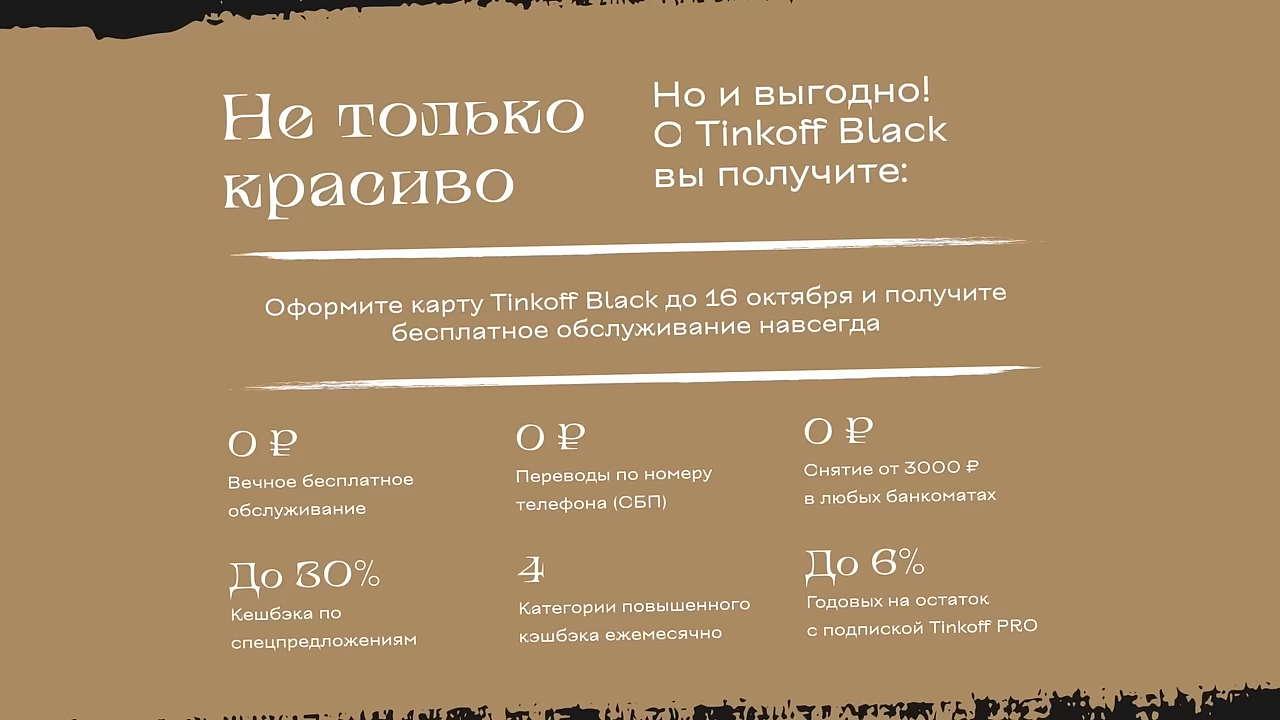 Не только
красиво
Но и выгодно!
С Tinkoff Black
вы получите:
Оформите карту Tinkoff Black до 16 октября и получите
бесплатное обслуживание навсегда
0 ₽
Вечное бесплатное
обслуживание
0 ₽
Переводы по номеру
телефона (СБП)
0 ₽
Снятие от 3000 ₽
в любых банкоматах
До 30%
Кешбэка по
спецпредложениям
4
Категории повышенного
кэшбэка ежемесячно
До 6%
Годовых на остаток
с подпиской Tinkoff PRO